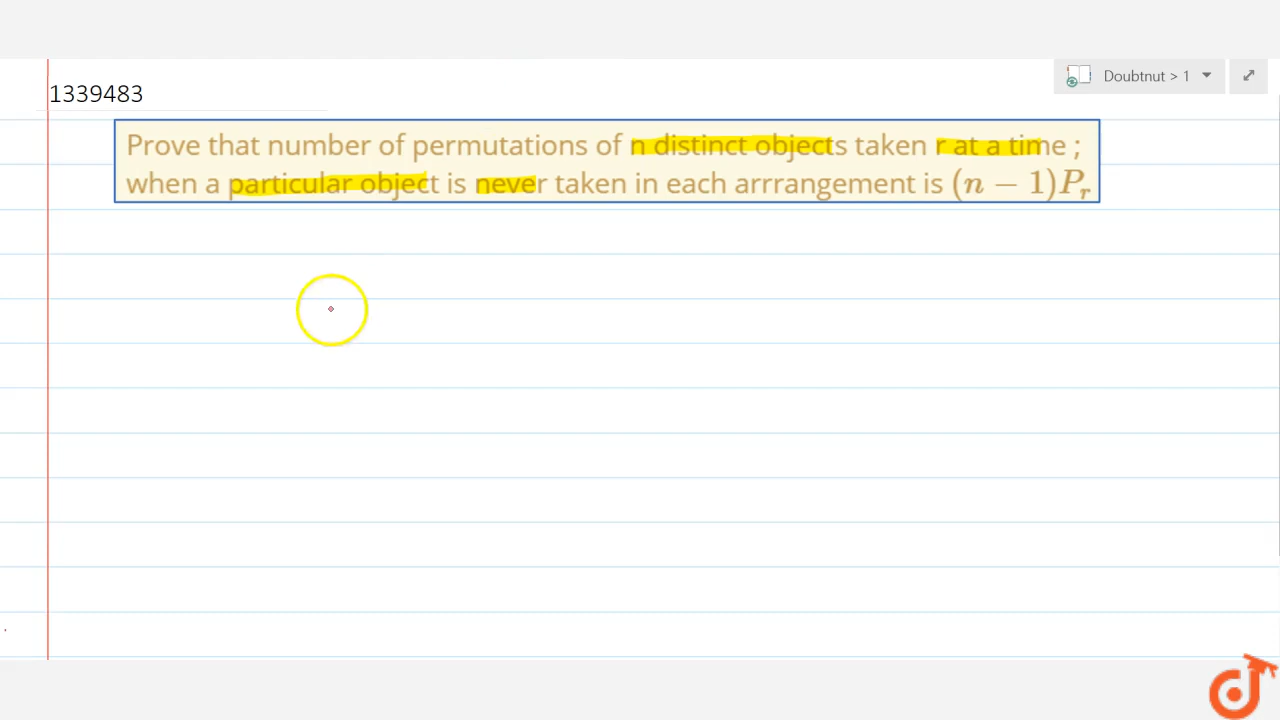 Doubtnut > 1
1339483
Prove that number of permutations of n distinct objects taken r at a time ;
when a particular object is never taken in each arrrangement is (n − 1)P_r